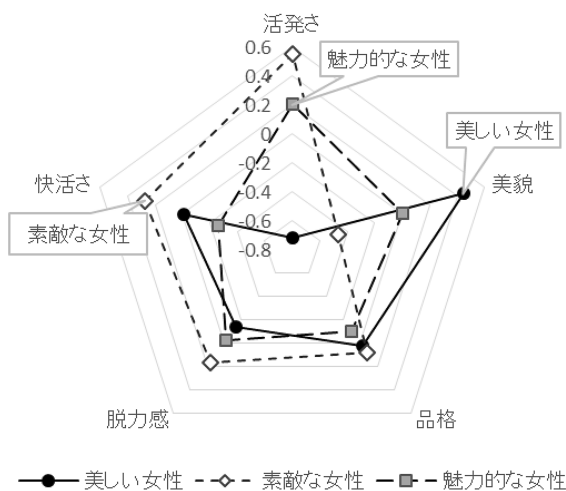 活発さ
0.6
0.4
0.2
0
-0.2
-0.4
-0.6
-0.8
魅力的な女性
美しい女性
美貌
快活さ
素敵な女性
脱力感
品格
美しい女性 素敵な女性 魅力的な女性